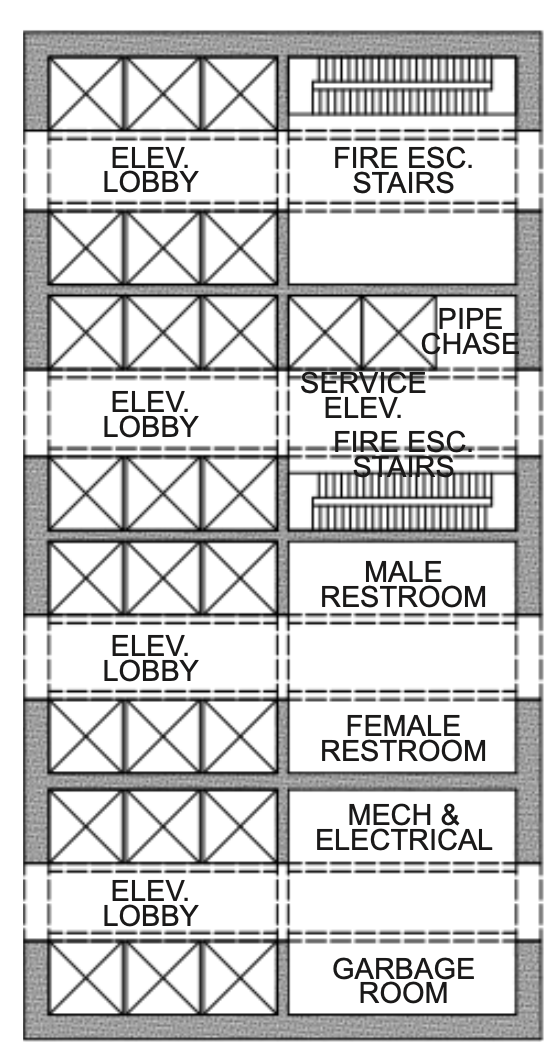 ELEV.
LOBBY
FIRE ESC.
STAIRS
PIPE
CHASE
SERVICE
ELEV.
ELEV.
LOBBY
FIRE ESC.
STAIRS
MALE
RESTROOM
ELEV.
LOBBY
FEMALE
RESTROOM
MECH &
ELECTRICAL
ELEV.
LOBBY
GARBAGE
ROOM